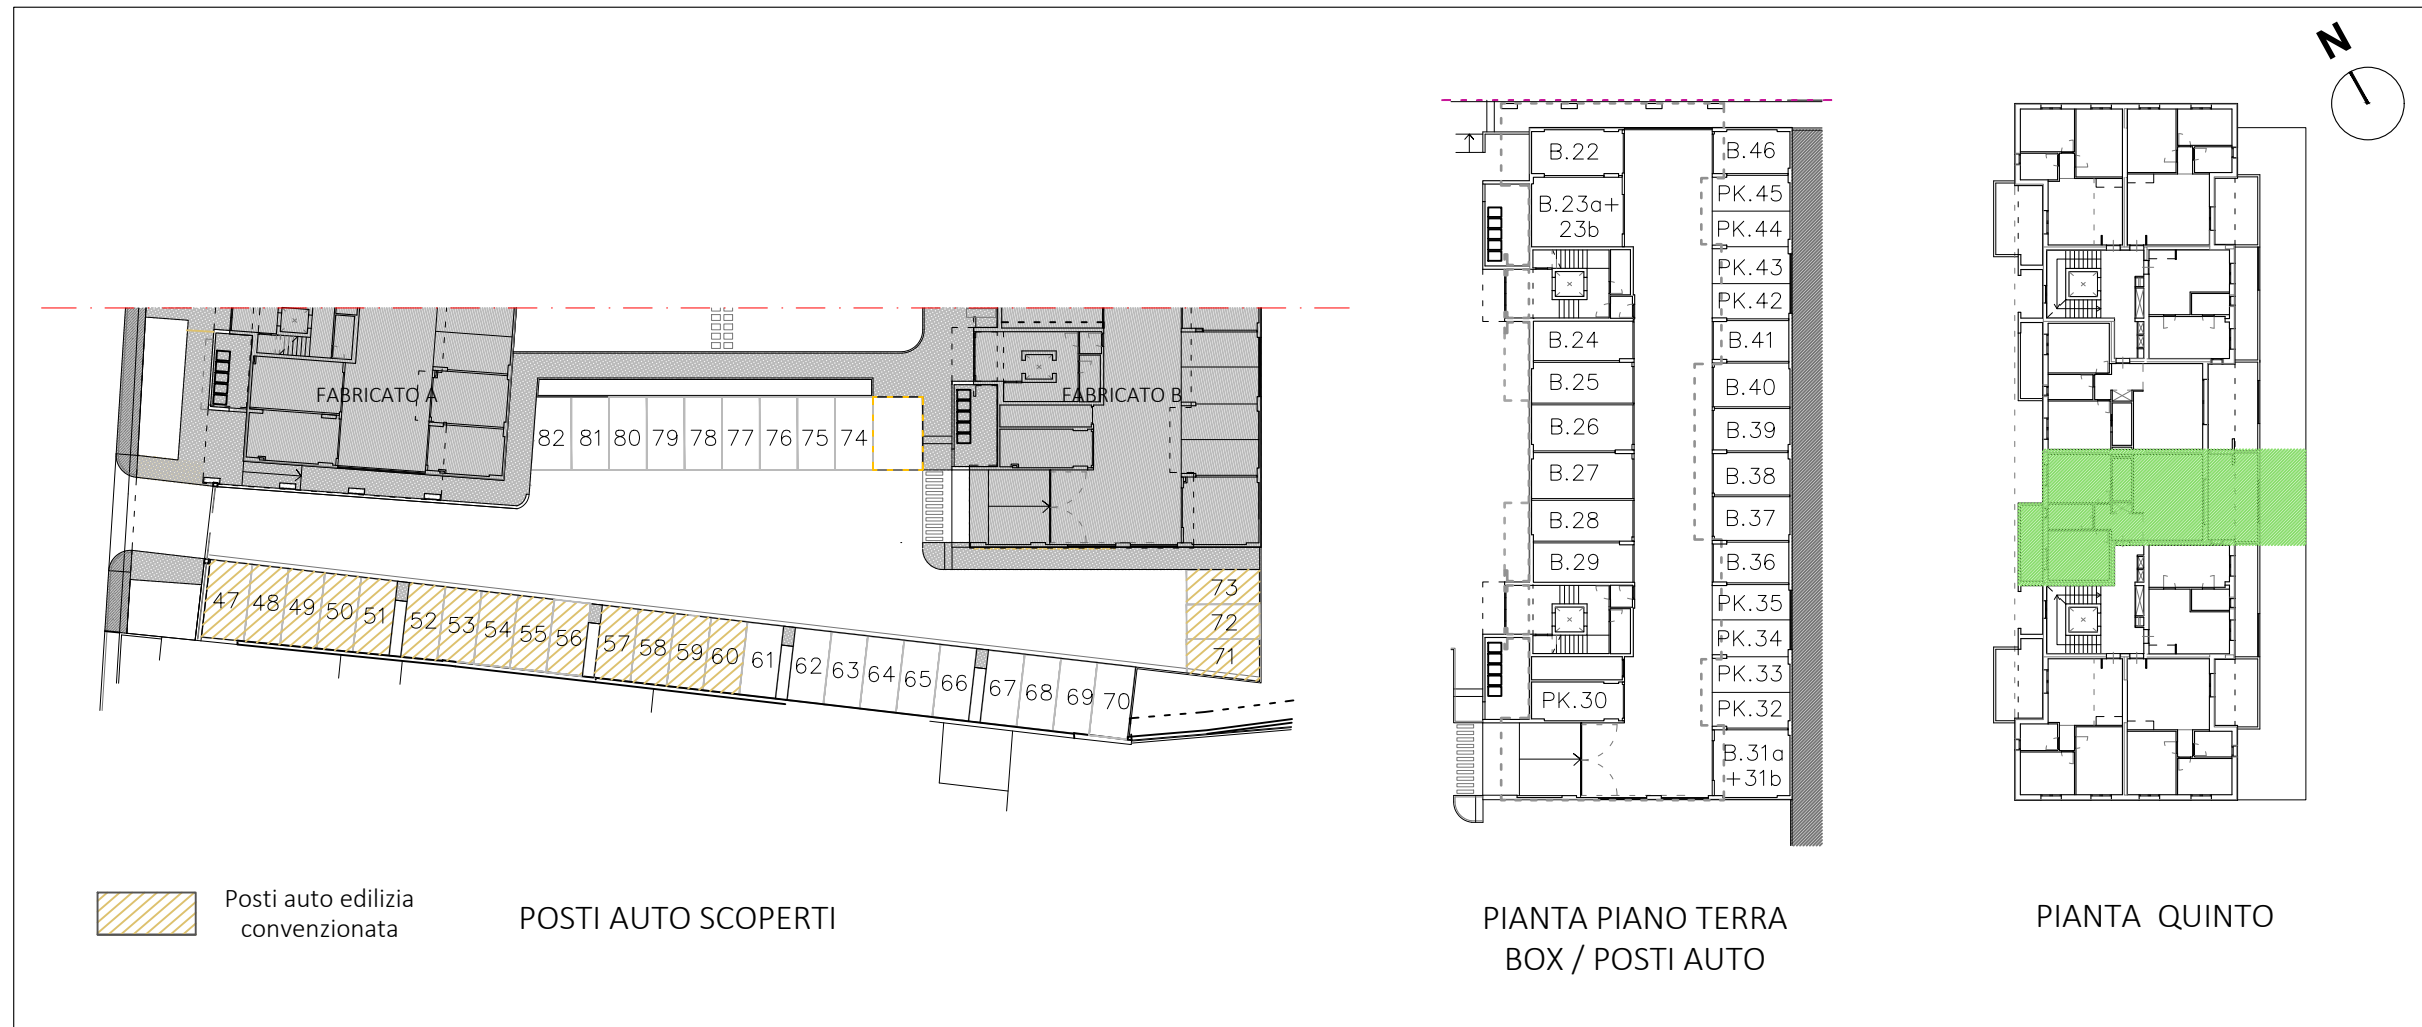 N
FABRICATO A
FABRICATO B
82 81 80 79 78 77 76 75 74
47 48 49 50 51 52 53 54 55 56 57 58 59 60 61 62 63 64 65 66 67 68 69 70
73
72
71
Posti auto edilizia
convenzionata
POSTI AUTO SCOPERTI
B.22
B.23a+
23b
B.24
B.25
B.26
B.27
B.28
B.29
PK.30
B.46
PK.45
PK.44
PK.43
PK.42
B.41
B.40
B.39
B.38
B.37
B.36
PK.35
PK.34
PK.33
PK.32
B.31a
+31b
PIANTA PIANO TERRA
BOX / POSTI AUTO
PIANTA QUINTO